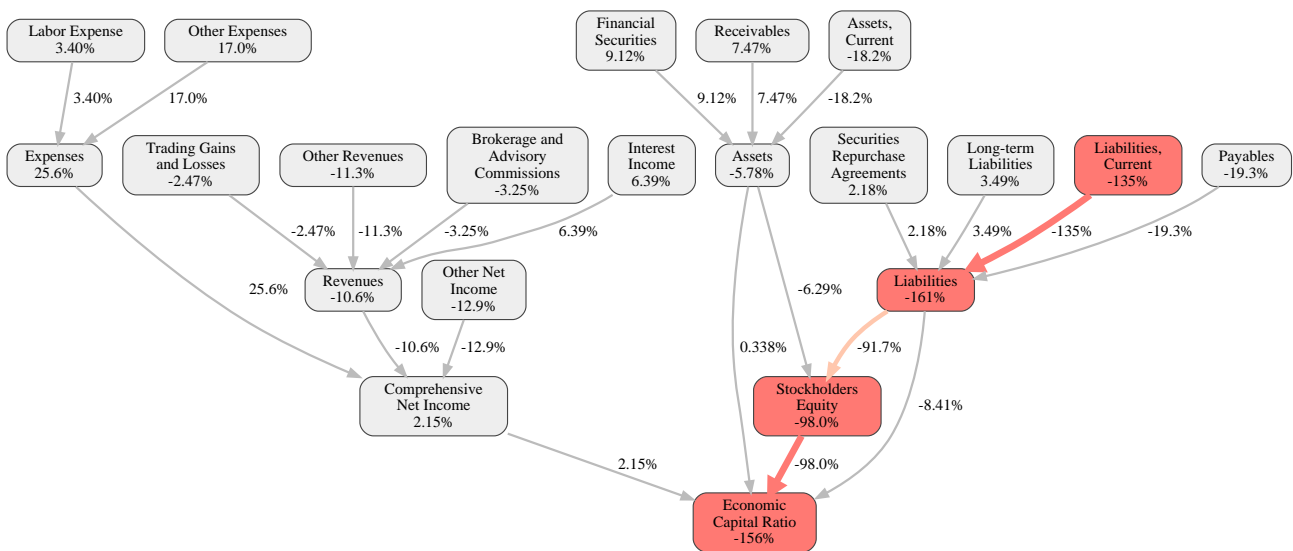 Labor Expense
3.40%
Other Expenses
17.0%
Financial
Securities
9.12%
Receivables
7.47%
Assets,
Current
-18.2%
3.40%
17.0%
9.12%
7.47%
-18.2%
Expenses
25.6%
Trading Gains
and Losses
-2.47%
Other Revenues
-11.3%
Brokerage and
Advisory
Commissions
-3.25%
Interest
Income
6.39%
Assets
-5.78%
Securities
Repurchase
Agreements
2.18%
Long-term
Liabilities
3.49%
Liabilities,
Current
-135%
Payables
-19.3%
-2.47%
-11.3%
-3.25%
6.39%
2.18%
3.49%
-135%
-19.3%
25.6%
Revenues
-10.6%
Other Net
Income
-12.9%
-6.29%
Liabilities
-161%
-10.6%
-12.9%
0.338%
-91.7%
Comprehensive
Net Income
2.15%
Stockholders
Equity
-98.0%
-8.41%
2.15%
-98.0%
Economic
Capital Ratio
-156%